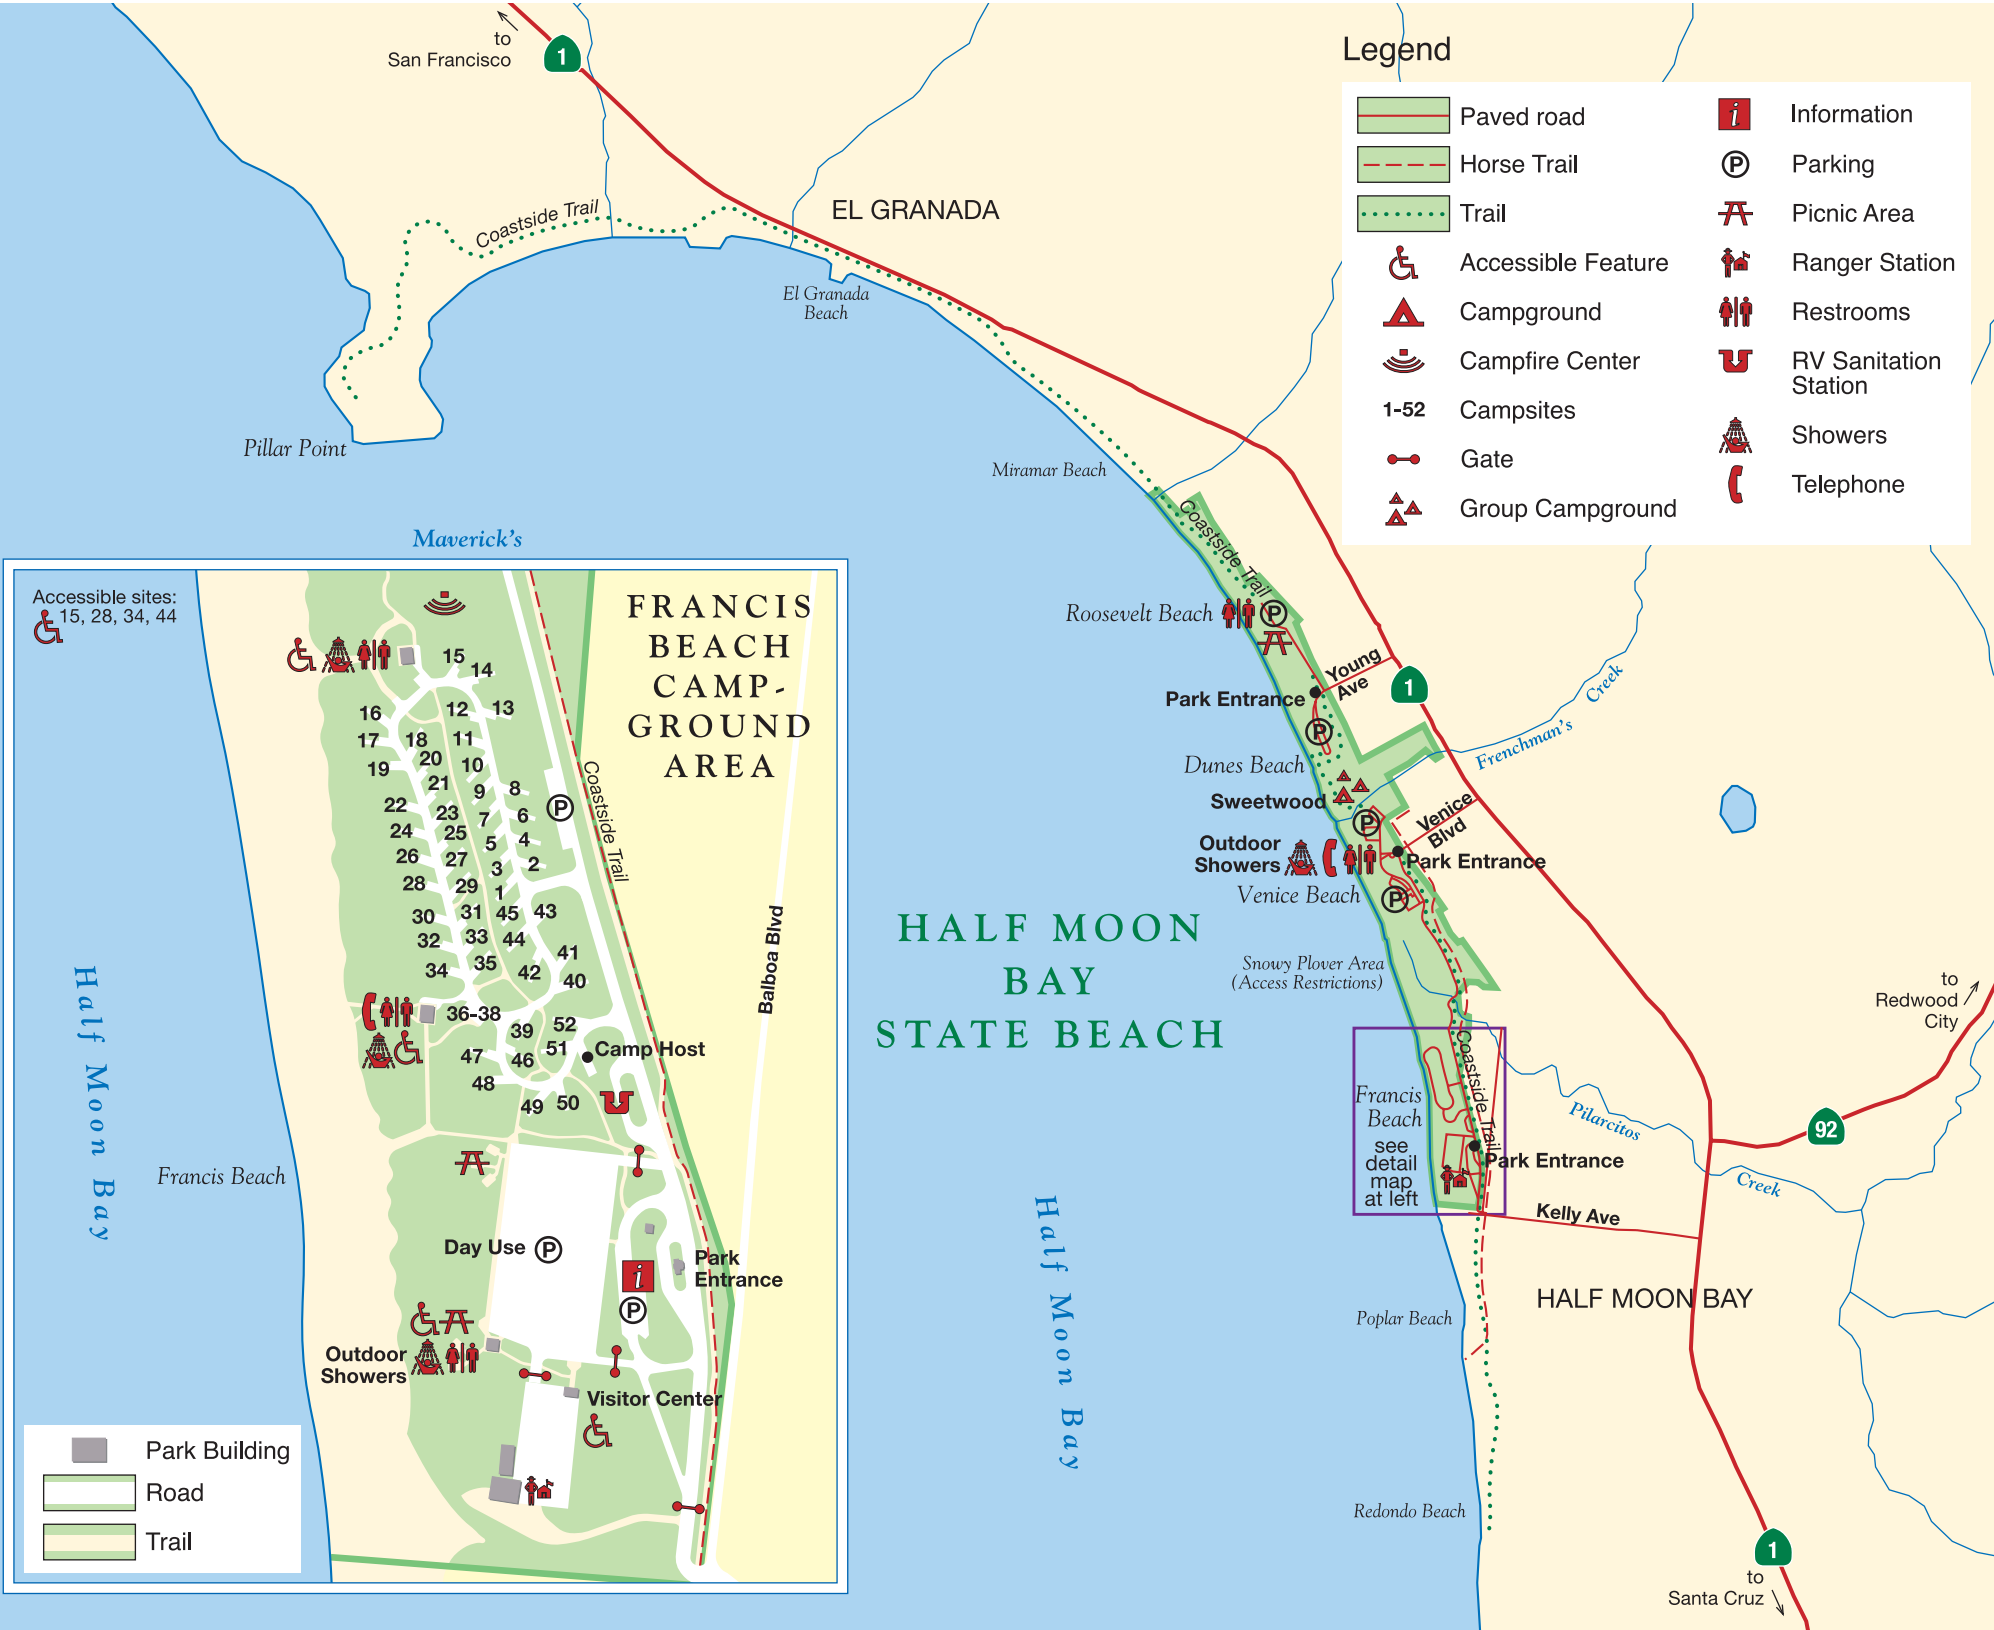 to
San Francisco
1
Coastside Trail
EL GRANADA
El Granada
Beach
Pillar Point
Miramar Beach
Maverick's
Legend
Paved road
Horse Trail
Trail
Accessible Feature
Campground
Campfire Center
1-52
Campsites
Gate
Group Campground
i
Information
P
Parking
Picnic Area
Ranger Station
Restrooms
RV Sanitation
Station
Showers
Telephone
Coastside Trail
Roosevelt Beach
P
Young
Ave
Park Entrance
1
P
Dunes Beach
Frenchman's
Creek
Sweetwood
P
Venice
Blvd
Outdoor
Showers
Park Entrance
Venice Beach
P
HALF MOON
BAY
STATE BEACH
Snowy Plover Area
(Access Restrictions)
to
Redwood
City
92
Coastside Trail
Francis
Beach
see
detail
map
at left
Park Entrance
Pilarcitos
Creek
Kelly Ave
HALF MOON BAY
Half Moon Bay
Poplar Beach
Redondo Beach
1
to
Santa Cruz
Accessible sites:
15, 28, 34, 44
FRANCIS
BEACH
CAMP-
GROUND
AREA
15
14
16
12
13
17
18
11
19
20
10
21
9
8
22
23
7
6
24
25
5
4
26
27
3
2
28
29
1
30
31
45
43
32
33
44
41
34
35
42
40
36-38
39
52
47
46
51
Camp Host
48
49
50
P
Coastside Trail
Balboa Blvd
Half Moon Bay
Francis Beach
Day Use
P
i
P
Park
Entrance
Outdoor
Showers
Visitor Center
Park Building
Road
Trail